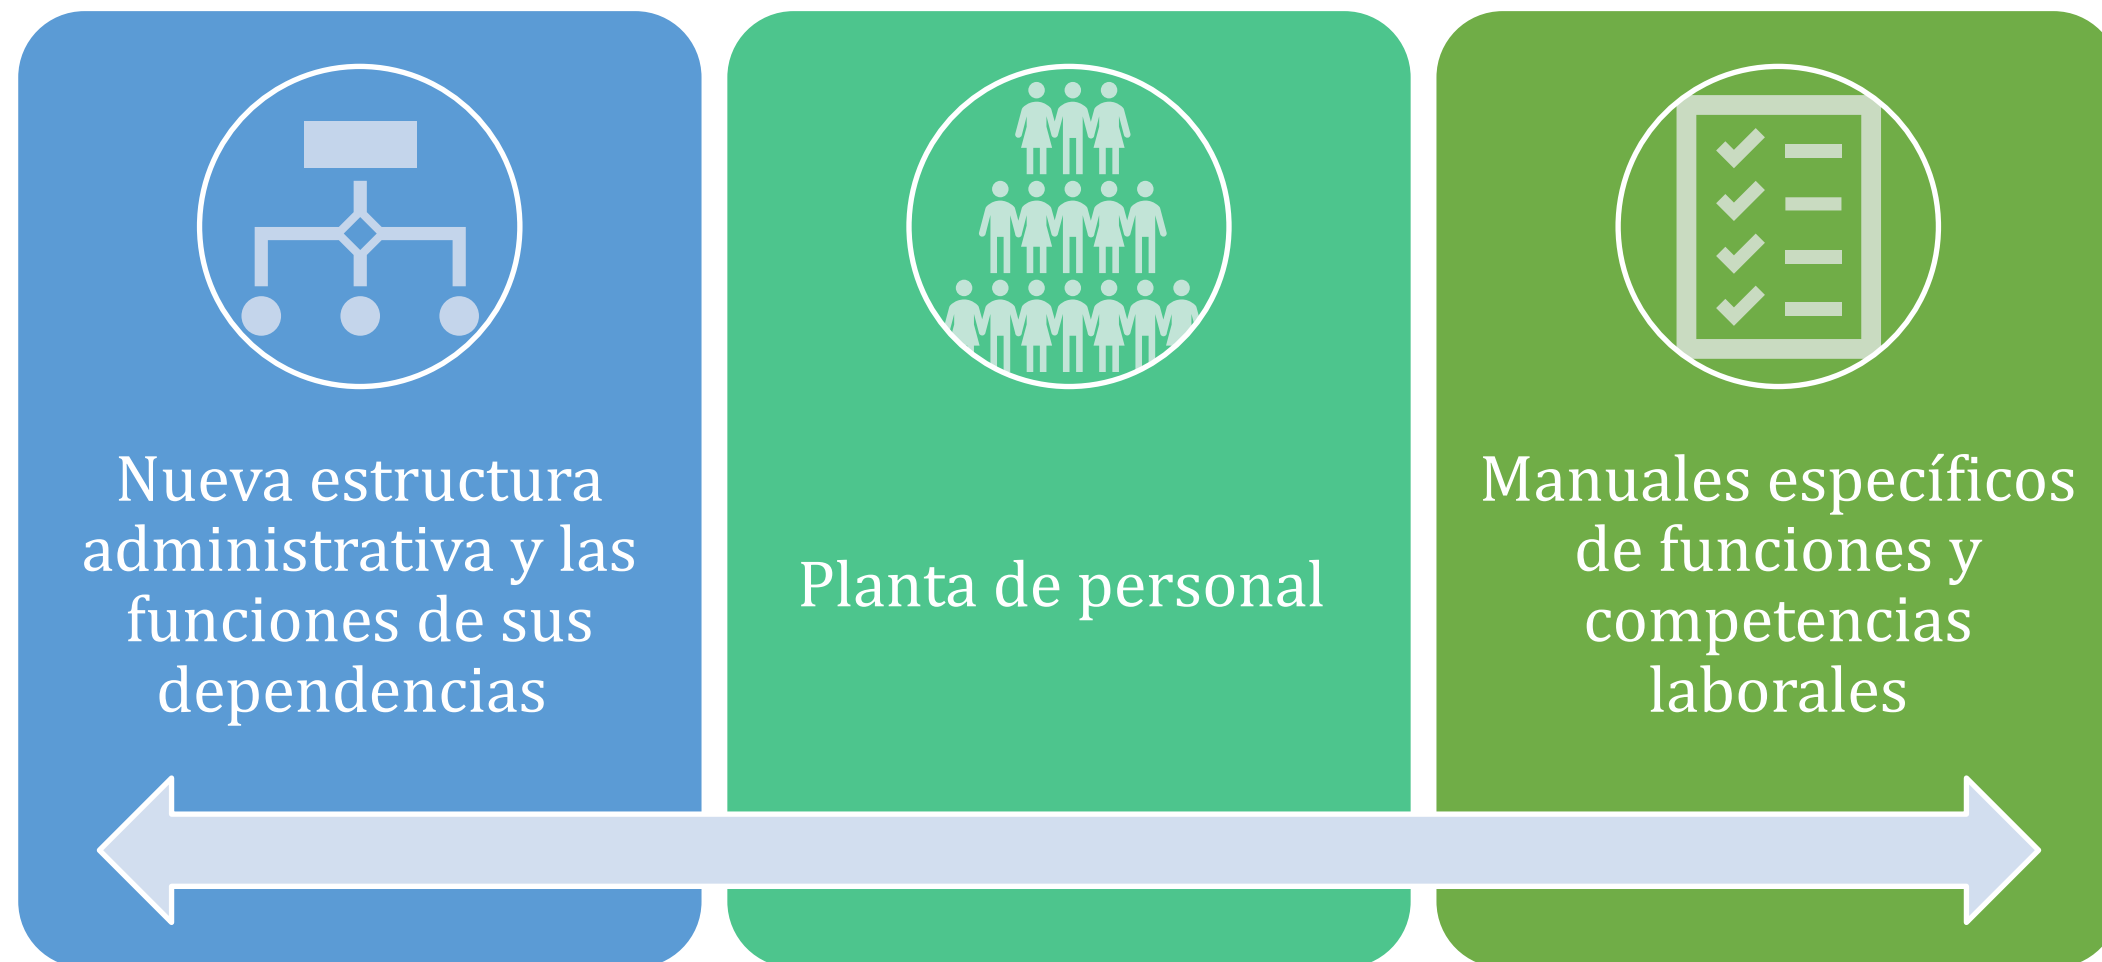 Nueva estructura
administrativa y las
funciones de sus
dependencias
Planta de personal
Manuales específicos
de funciones y
competencias
laborales